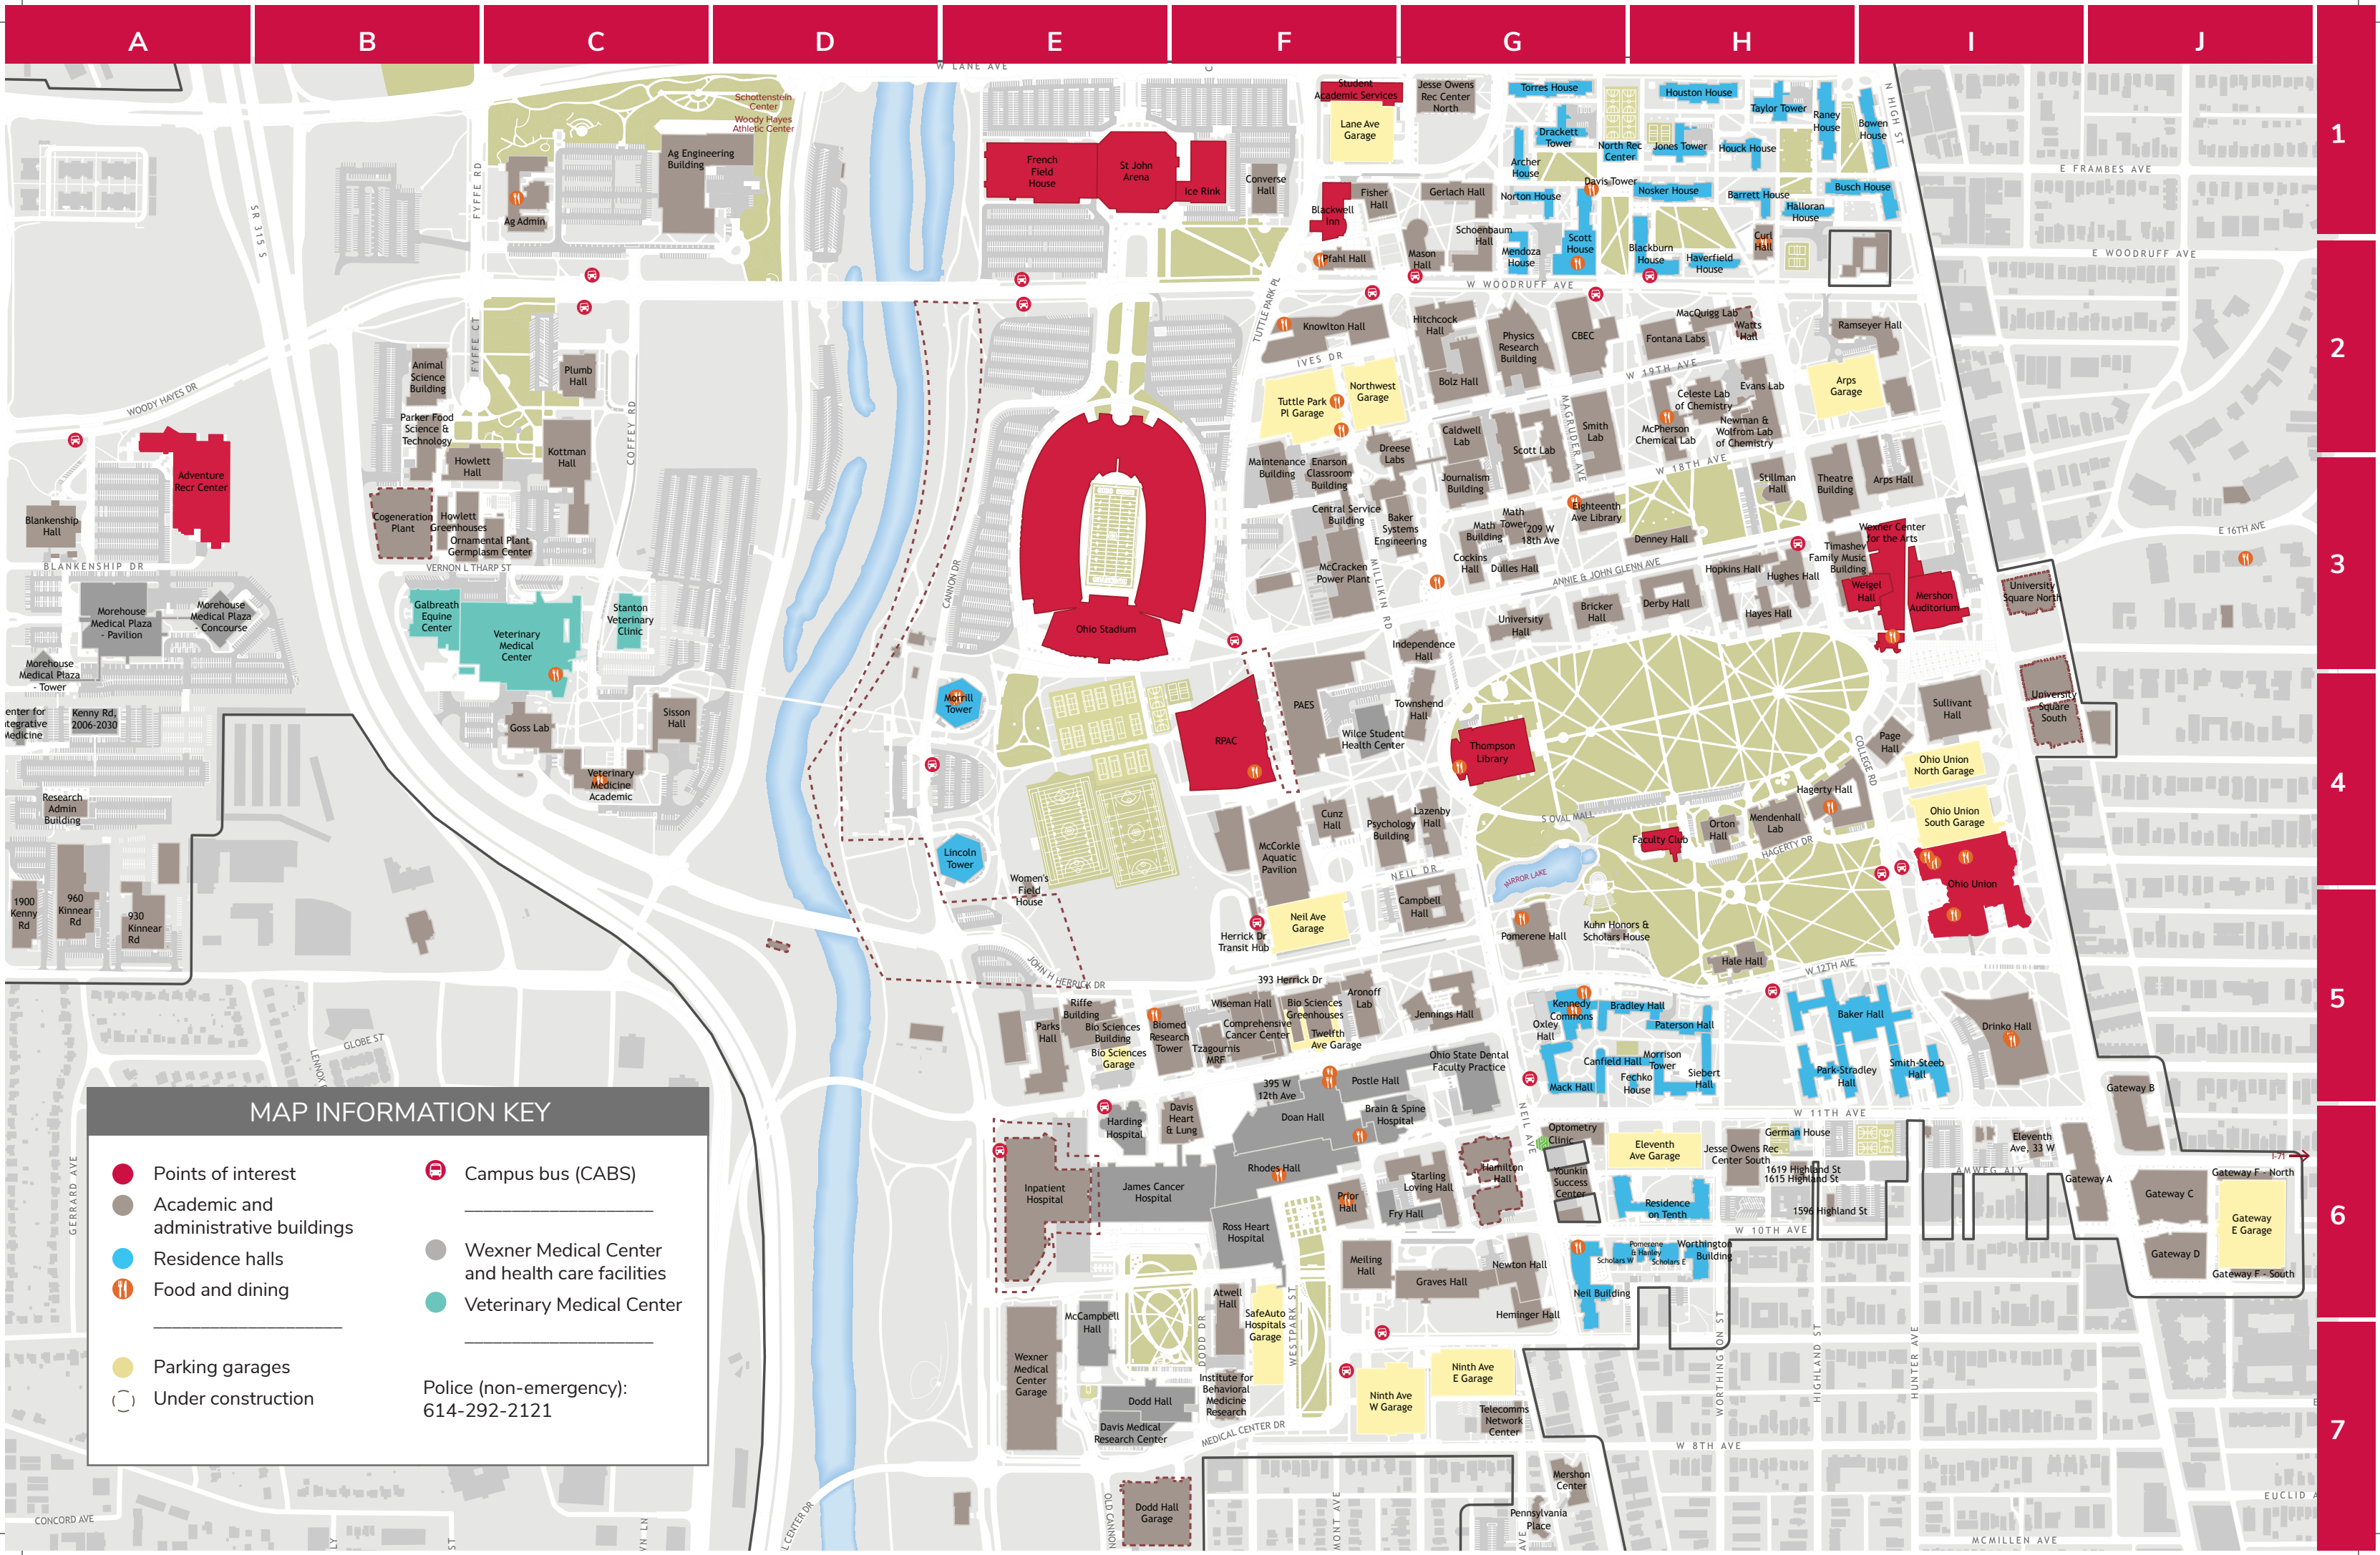 A
B
C
D
E
F
G
H
I
J
1
2
3
4
5
6
7
W LANE AVE
Schottenstein
Center
Woody Hayes
Athletic Center
Ag Engineering
Building
Ag Admin
FYFFE RD
SR 315 S
French
Field
House
St John
Arena
Ice Rink
Converse
Hall
Student
Academic Services
Lane Ave
Garage
Jesse Owens
Rec Center
North
Blackwell
Inn
Fisher
Hall
Gerlach Hall
Pfahl Hall
Mason
Hall
Schoenbaum
Hall
Torres House
Drackett
Tower
Archer
House
Norton House
Mendoza
House
Scott
House
North Rec
Center
Davis Tower
Houston House
Taylor Tower
Jones Tower
Houck House
Raney
House
Bowen
House
Nosker House
Barrett House
Halloran
House
Busch House
Blackburn
House
Haverfield
House
Curl
Hall
N HIGH ST
E FRAMBES AVE
E WOODRUFF AVE
W WOODRUFF AVE
TUTTLE PARK PL
Knowlton Hall
IVES DR
Tuttle Park
Pl Garage
Northwest
Garage
Hitchcock
Hall
Bolz Hall
Physics
Research
Building
CBEC
MacQuigg Lab
Fontana Labs
Watts
Hall
Ramseyer Hall
W 19TH AVE
Arps
Garage
Evans Lab
Celeste Lab
of Chemistry
McPherson
Chemical Lab
Newman &
Wolfrom Lab
of Chemistry
MAGRUDER AVE
Smith
Lab
Scott Lab
Caldwell
Lab
Dreese
Labs
Maintenance
Building
Enarson
Classroom
Building
Journalism
Building
W 18TH AVE
Eighteenth
Ave Library
Stillman
Hall
Theatre
Building
Arps Hall
Central Service
Building
Baker
Systems
Engineering
Math
Tower
Math
Building
209 W
18th Ave
Cockins
Hall
Dulles Hall
McCracken
Power Plant
MILLIKIN RD
Denney Hall
ANNIE & JOHN GLENN AVE
Hopkins Hall
Hughes Hall
Hayes Hall
Derby Hall
Bricker
Hall
University
Hall
Independence
Hall
Wexner Center
for the Arts
Timashev
Family Music
Building
Weigel
Hall
Mershon
Auditorium
University
Square North
University
Square
South
E 16TH AVE
FYFFE CT
COFFEY RD
WOODY HAYES DR
Animal
Science
Building
Parker Food
Science &
Technology
Plumb
Hall
Howlett
Hall
Kottman
Hall
Adventure
Recr Center
Blankenship
Hall
BLANKENSHIP DR
Cogeneration
Plant
Howlett
Greenhouses
Ornamental Plant
Germplasm Center
VERNON L THARP ST
Galbreath
Equine
Center
Veterinary
Medical
Center
Stanton
Veterinary
Clinic
Morehouse
Medical Plaza
- Pavilion
Morehouse
Medical Plaza
- Concourse
Morehouse
Medical Plaza
- Tower
enter for
ntegrative
Medicine
Kenny Rd,
2006-2030
Research
Admin
Building
1900
Kenny
Rd
960
Kinnear
Rd
930
Kinnear
Rd
Goss Lab
Sisson
Hall
Veterinary
Medicine
Academic
CANNON DR
Ohio Stadium
Morrill
Tower
Lincoln
Tower
Women's
Field
House
RPAC
PAES
Wilce Student
Health Center
Townshend
Hall
Thompson
Library
McCorkle
Aquatic
Pavilion
Cunz
Hall
Psychology
Building
Lazenby
Hall
NEIL DR
Campbell
Hall
Neil Ave
Garage
Herrick Dr
Transit Hub
S OVAL MALL
MIRROR LAKE
Faculty Club
Orton
Hall
Mendenhall
Lab
Hagerty Hall
HAGERTY DR
COLLEGE RD
Page
Hall
Sullivant
Hall
Ohio Union
North Garage
Ohio Union
South Garage
Ohio Union
Pomerene Hall
Kuhn Honors &
Scholars House
Hale Hall
W 12TH AVE
JOHN H HERRICK DR
393 Herrick Dr
Riffe
Building
Parks
Hall
Bio Sciences
Building
Bio Sciences
Garage
Biomed
Research
Tower
Wiseman Hall
Comprehensive
Cancer Center
Tzagournis
MRF
Bio Sciences
Greenhouses
Twelfth
Ave Garage
Aronoff
Lab
Jennings Hall
Kennedy
Commons
Oxley
Hall
Bradley Hall
Paterson Hall
Canfield Hall
Morrison
Tower
Fechko
House
Siebert
Hall
Mack Hall
Baker Hall
Park-Stradley
Hall
Smith-Steeb
Hall
Drinko Hall
Ohio State Dental
Faculty Practice
Postle Hall
395 W
12th Ave
Doan Hall
Brain & Spine
Hospital
Davis
Heart
& Lung
Harding
Hospital
Inpatient
Hospital
James Cancer
Hospital
Rhodes Hall
Ross Heart
Hospital
Prior
Hall
Starling
Loving Hall
Fry Hall
Hamilton
Hall
NEIL AVE
Optometry
Clinic
Younkin
Success
Center
Eleventh
Ave Garage
Jesse Owens Rec
Center South
W 11TH AVE
German House
1619 Highland St
1615 Highland St
1596 Highland St
Eleventh
Ave, 33 W
AMWEG ALY
Residence
on Tenth
W 10TH AVE
Scholars W
Pomerene
& Hanley
Scholars E
Worthington
Building
Neil Building
Gateway A
Gateway B
Gateway C
Gateway D
Gateway F - North
Gateway
E Garage
Gateway F - South
I-71
Meiling
Hall
Graves Hall
Newton Hall
Heminger Hall
McCampbell
Hall
Atwell
Hall
SafeAuto
Hospitals
Garage
WESTPARK ST
DODD DR
Wexner
Medical
Center
Garage
Dodd Hall
Davis Medical
Research Center
Institute for
Behavioral
Medicine
Research
MEDICAL CENTER DR
Ninth Ave
W Garage
Ninth Ave
E Garage
Telecomms
Network
Center
Mershon
Center
Pennsylvania
Place
Dodd Hall
Garage
WORTHINGTON ST
HIGHLAND ST
HUNTER AVE
W 8TH AVE
EUCLID A
MCMILLEN AVE
OLD CANNON
L CENTER DR
MONT AVE
AVE
GLOBE ST
LENNOX
GERRARD AVE
CONCORD AVE
MAP INFORMATION KEY
Points of interest
Academic and
administrative buildings
Residence halls
Food and dining
Parking garages
Under construction
Campus bus (CABS)
Wexner Medical Center
and health care facilities
Veterinary Medical Center
Police (non-emergency):
614-292-2121